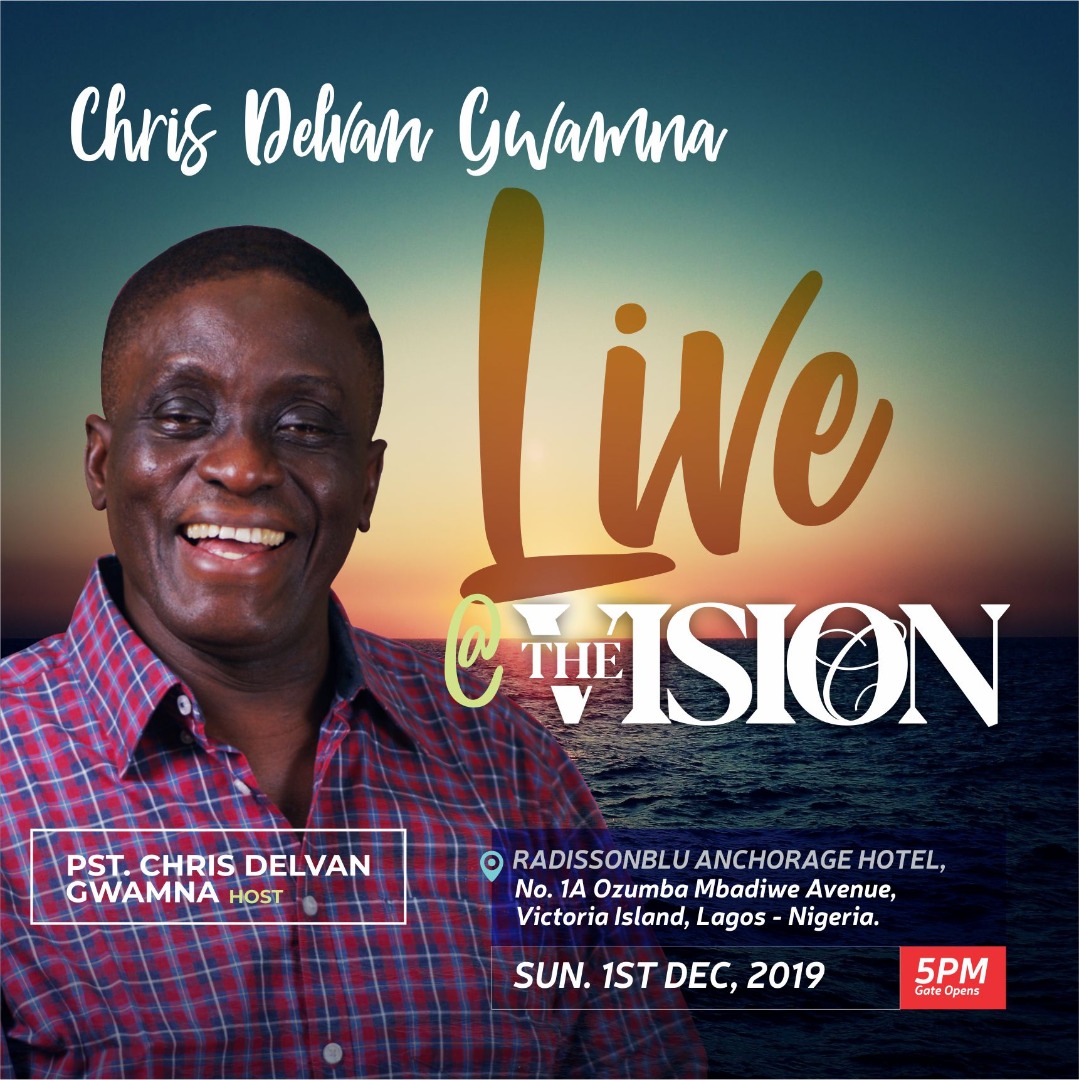 Chris Delvan Gwamna
Live
@ THE VISION
PST. CHRIS DELVAN
GWAMNA HOST
RADISSONBLU ANCHORAGE HOTEL,
No. 1A Ozumba Mbadiwe Avenue,
Victoria Island, Lagos - Nigeria.
SUN. 1ST DEC, 2019
5PM
Gate Opens